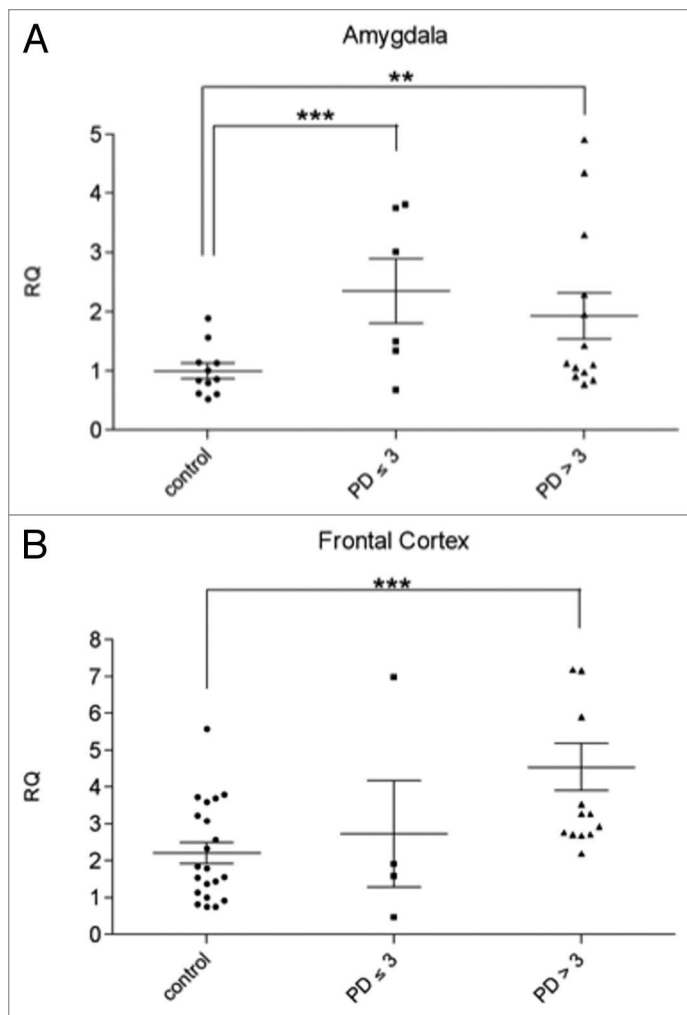 A
Amygdala
**
***
5
4
3
2
1
0
RQ
control
PD ≤ 3
PD > 3
B
Frontal Cortex
***
8
7
6
5
4
3
2
1
0
RQ
control
PD ≤ 3
PD > 3